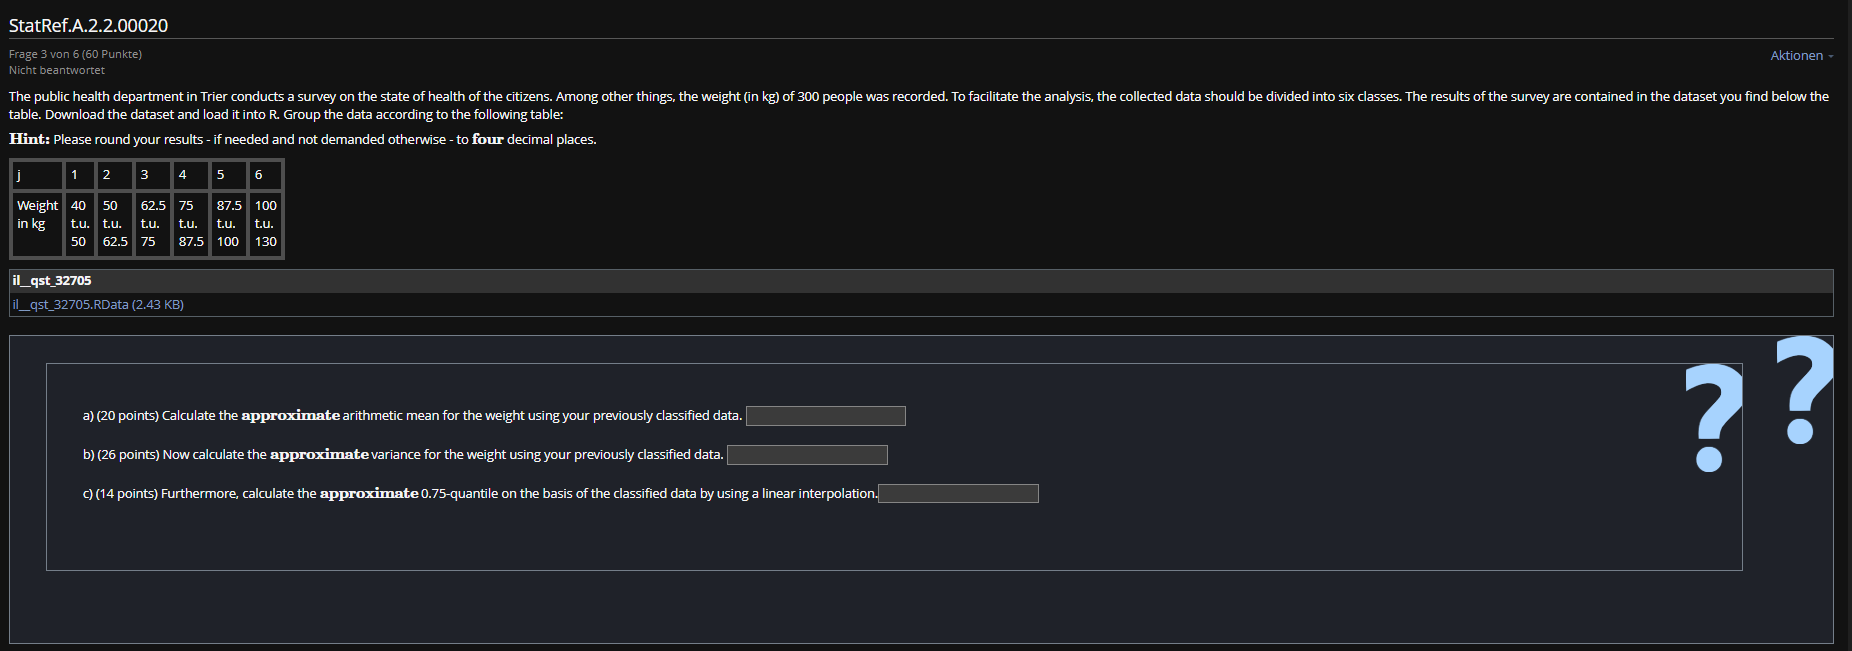 StatRef.A.2.2.00020
Frage 3 von 6 (60 Punkte)
Aktionen
Nicht beantwortet
The public health department in Trier conducts a survey on the state of health of the citizens. Among other things, the weight (in kg) of 300 people was recorded. To facilitate the analysis, the collected data should be divided into six classes. The results of the survey are contained in the dataset you find below the
table. Download the dataset and load it into R. Group the data according to the following table:
Hint: Please round your results - if needed and not demanded otherwise - to four decimal places.
j 1 2 3 4 5 6
Weight 40 50 62.5 75 87.5 100
in kg t.u. t.u. t.u. t.u. t.u. t.u.
50 62.5 75 87.5 100 130
il__qst_32705
il__qst_32705.RData (2.43 KB)
? ?
a) (20 points) Calculate the approximate arithmetic mean for the weight using your previously classified data.
b) (26 points) Now calculate the approximate variance for the weight using your previously classified data.
c) (14 points) Furthermore, calculate the approximate 0.75-quantile on the basis of the classified data by using a linear interpolation.